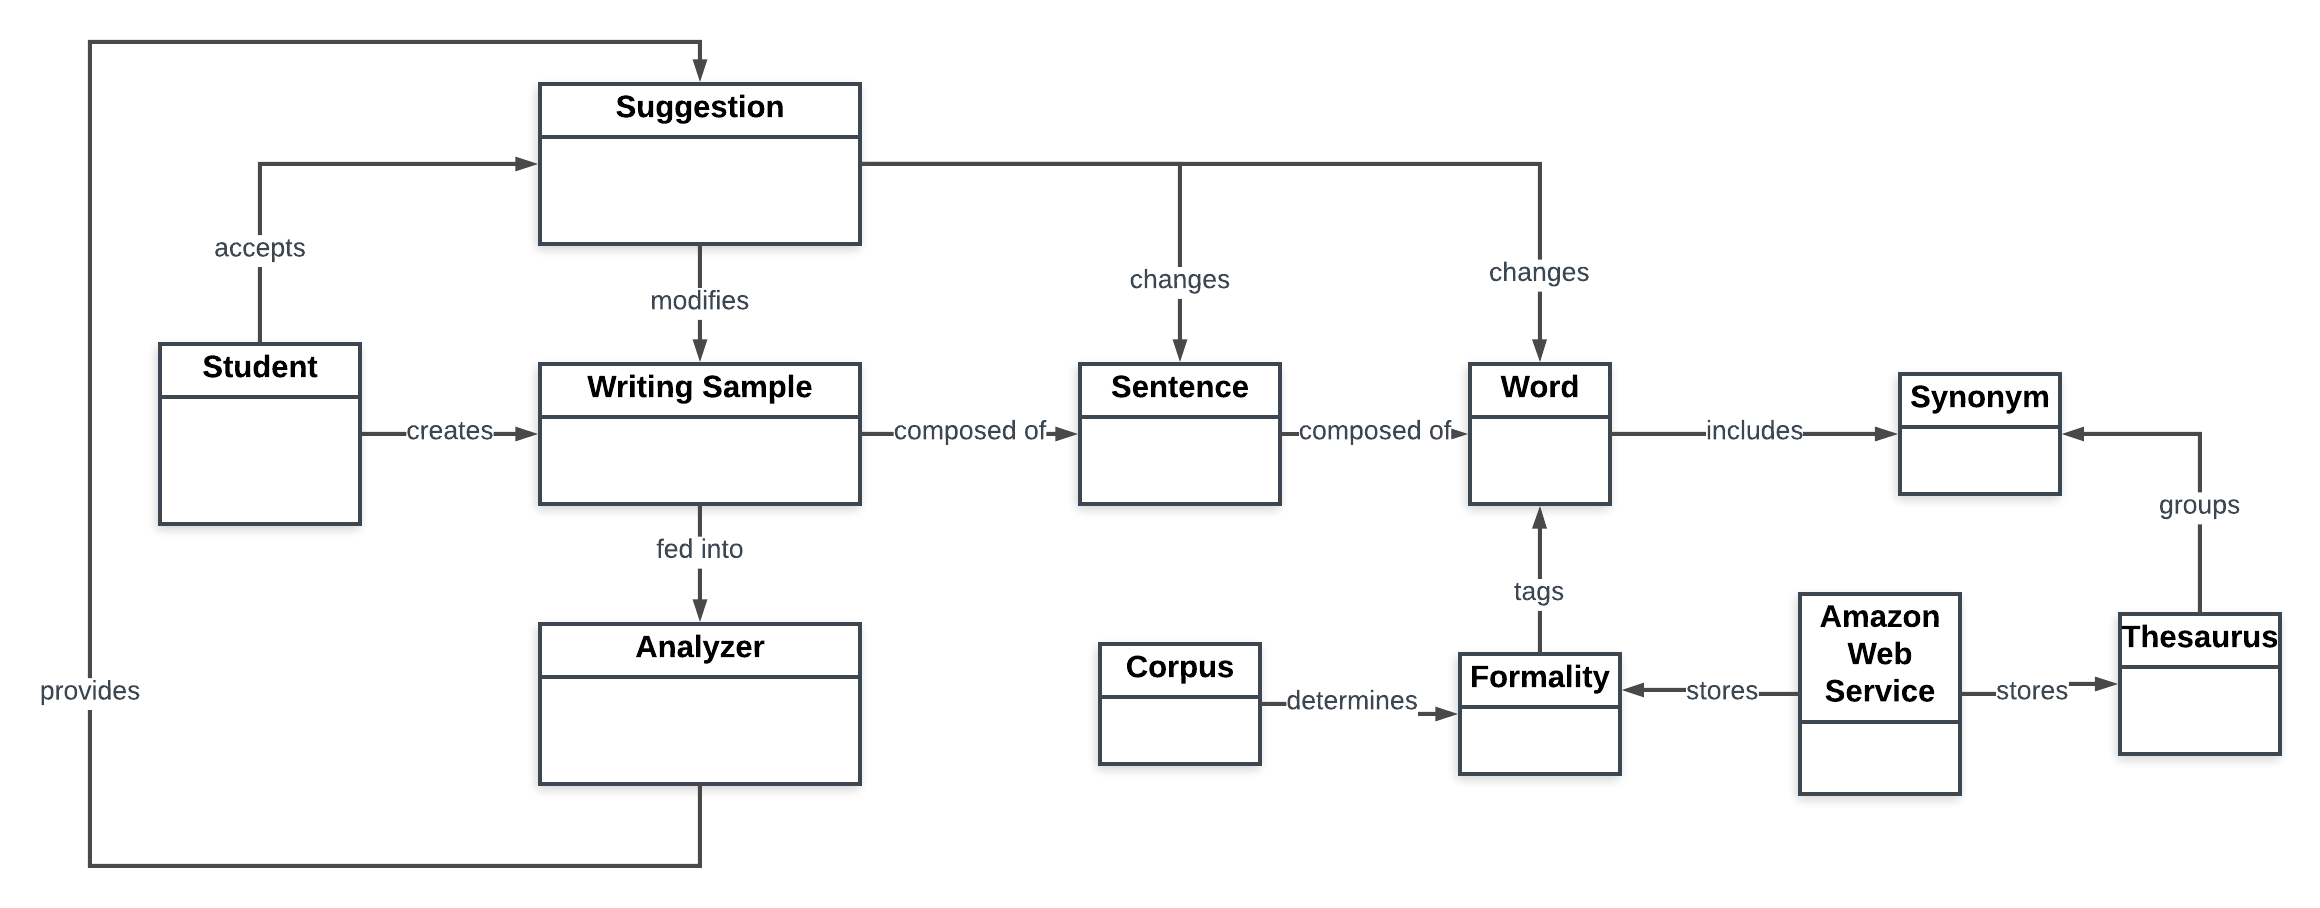 Suggestion
accepts
modifies
changes
changes
Student
Writing Sample
Sentence
Word
Synonym
creates
composed of
composed of
includes
groups
fed into
tags
Amazon
Web
Service
Thesaurus
Analyzer
Corpus
Formality
provides
determines
stores
stores